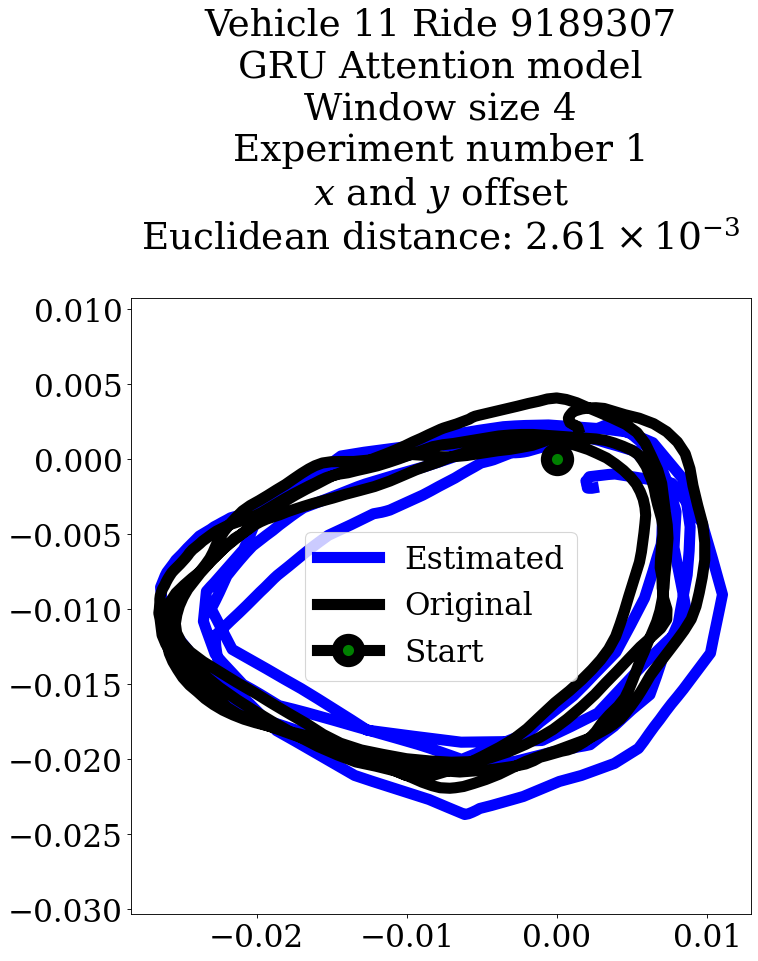 Vehicle 11 Ride 9189307
GRU Attention model
Window size 4
Experiment number 1
x and y offset
Euclidean distance: 2.61 × 10⁻³
0.010
0.005
0.000
−0.005
−0.010
−0.015
−0.020
−0.025
−0.030
Estimated
Original
Start
−0.02 −0.01 0.00 0.01